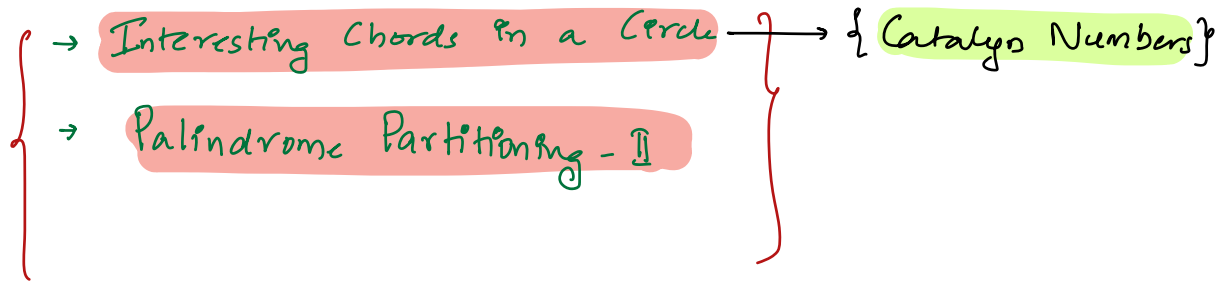 → Interesting Chords in a Circle → { Catalyn Numbers }
→ Palindrome Partitioning - II